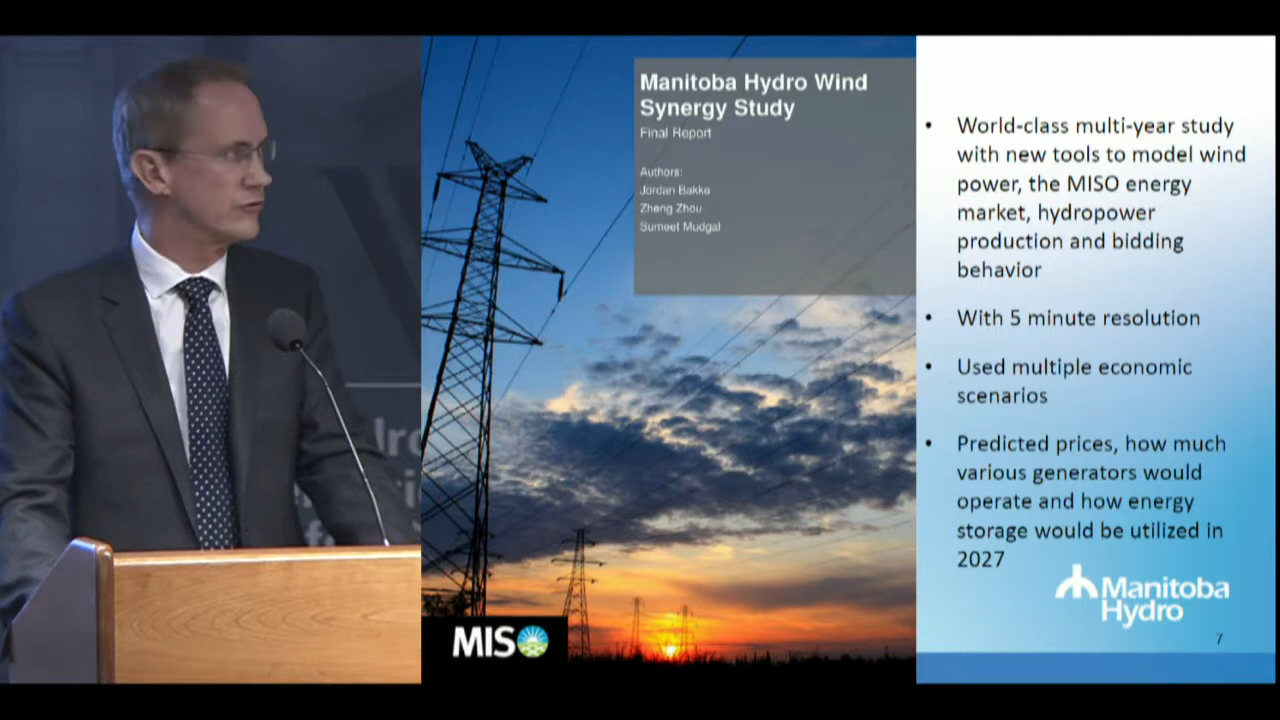 Manitoba Hydro Wind
Synergy Study
Final Report
Authors:
Jordan Bakke
Zheng Zhou
Sumeet Mudgal
MISO
• World-class multi-year study
with new tools to model wind
power, the MISO energy
market, hydropower
production and bidding
behavior
• With 5 minute resolution
• Used multiple economic
scenarios
• Predicted prices, how much
various generators would
operate and how energy
storage would be utilized in
2027
Manitoba
Hydro
7